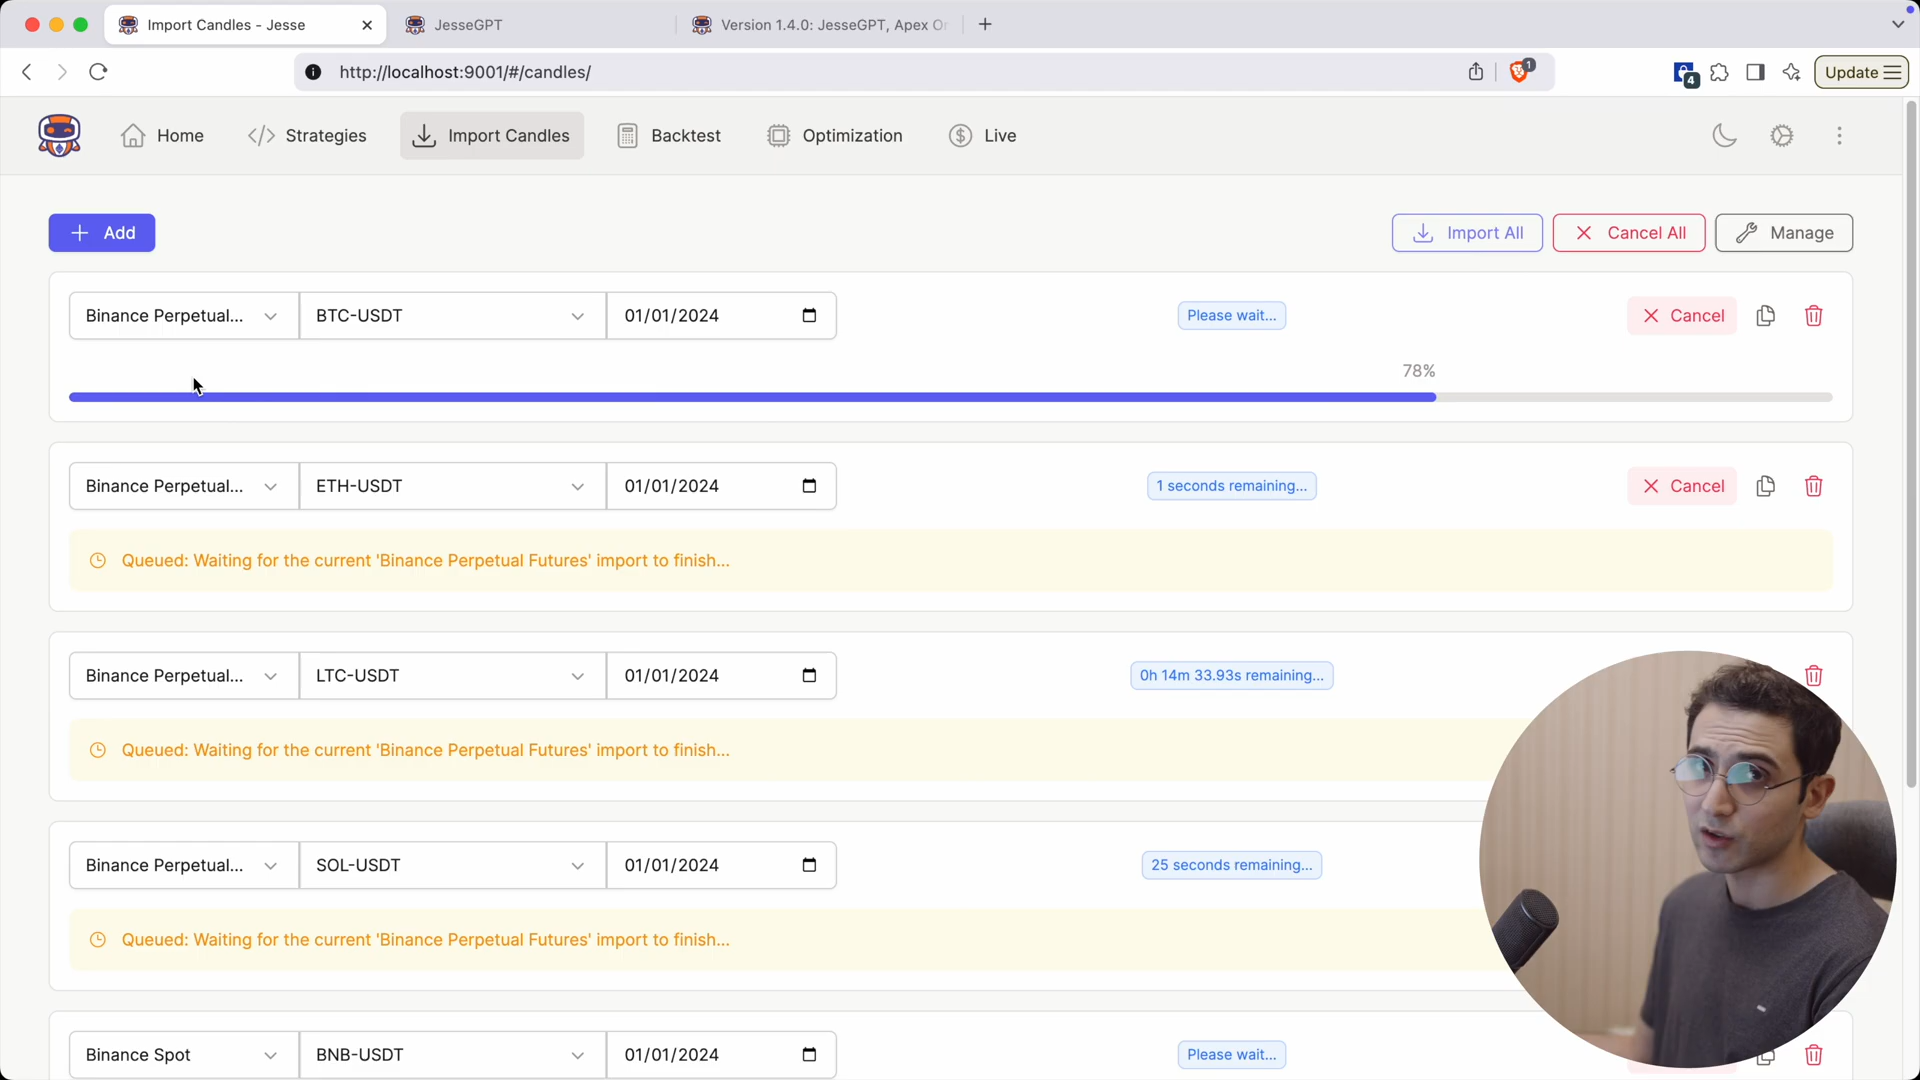 Import Candles - Jesse
JesseGPT
Version 1.4.0: JesseGPT, Apex Or
http://localhost:9001/#/candles/
1
4
Update
Home
Strategies
Import Candles
Backtest
Optimization
Live
Add
Import All
Cancel All
Manage
Binance Perpetual...
BTC-USDT
01/01/2024
Please wait...
Cancel
78%
Binance Perpetual...
ETH-USDT
01/01/2024
1 seconds remaining...
Cancel
Queued: Waiting for the current 'Binance Perpetual Futures' import to finish...
Binance Perpetual...
LTC-USDT
01/01/2024
0h 14m 33.93s remaining...
Queued: Waiting for the current 'Binance Perpetual Futures' import to finish...
Binance Perpetual...
SOL-USDT
01/01/2024
25 seconds remaining...
Queued: Waiting for the current 'Binance Perpetual Futures' import to finish...
Binance Spot
BNB-USDT
01/01/2024
Please wait...